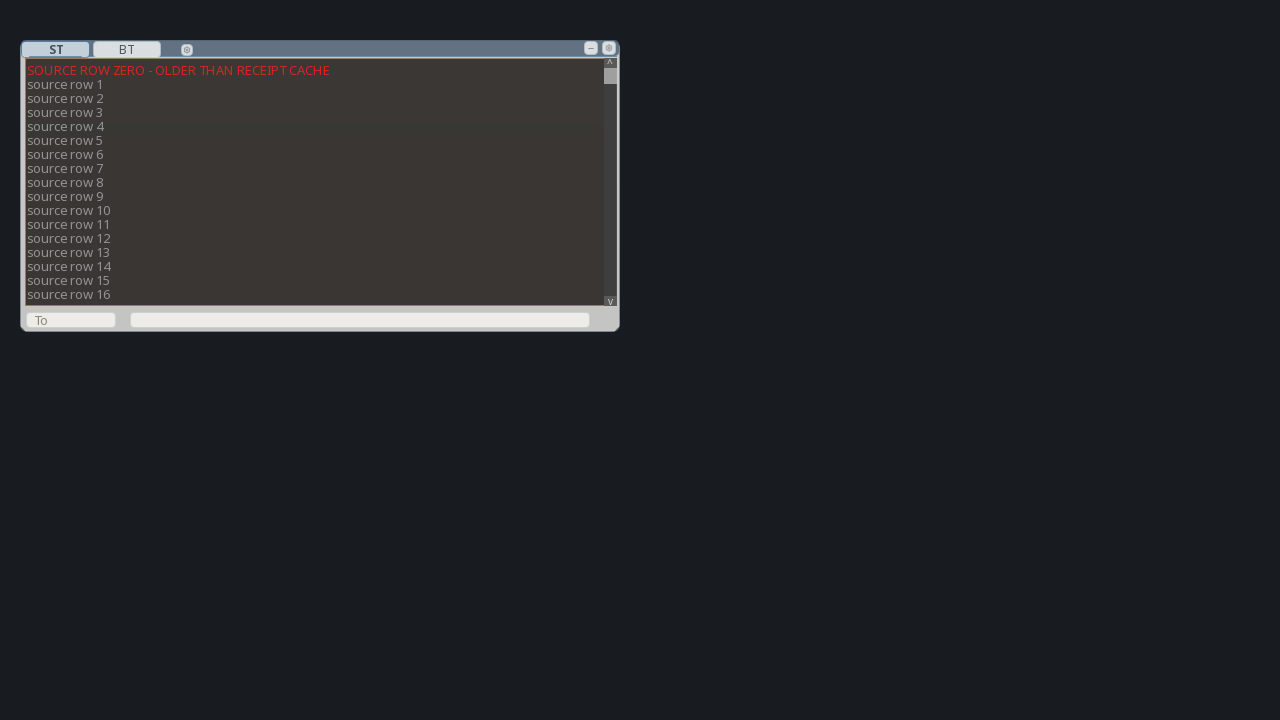 ST BT
SOURCE ROW ZERO - OLDER THAN RECEIPT CACHE
source row 1
source row 2
source row 3
source row 4
source row 5
source row 6
source row 7
source row 8
source row 9
source row 10
source row 11
source row 12
source row 13
source row 14
source row 15
source row 16
To